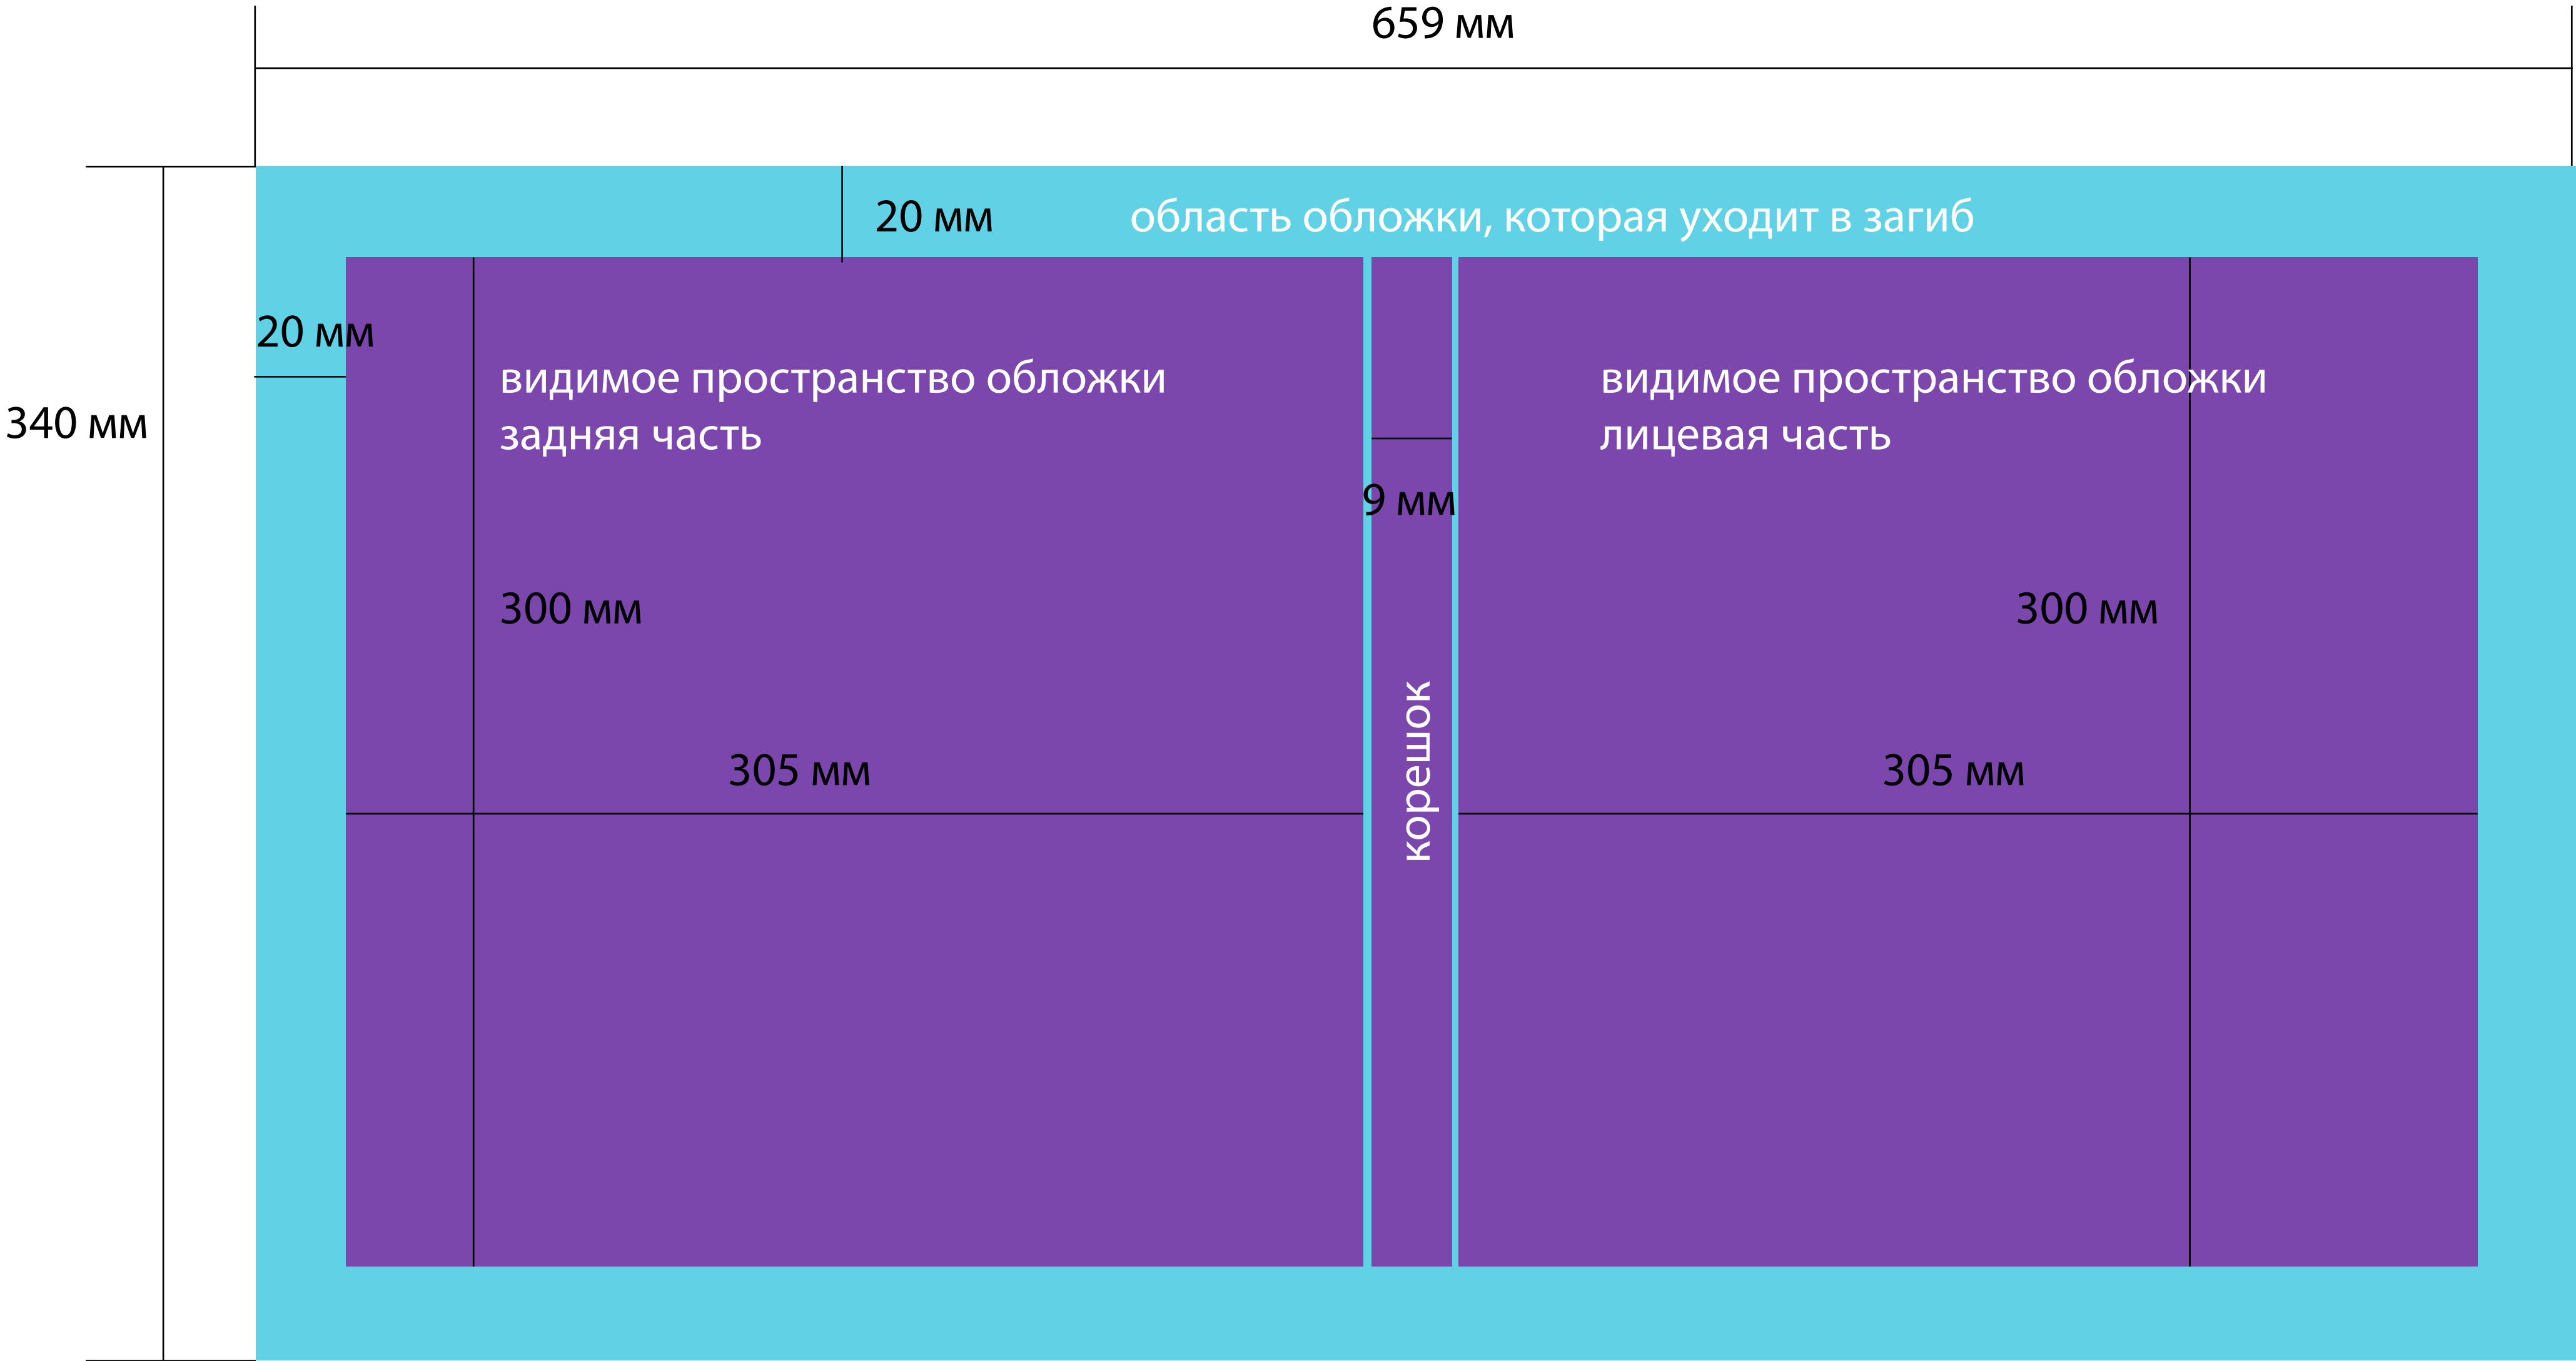 659 мм
20 мм
область обложки, которая уходит в загиб
20 мм
340 мм
видимое пространство обложки
задняя часть
видимое пространство обложки
лицевая часть
9 мм
300 мм
300 мм
корешок
305 мм
305 мм